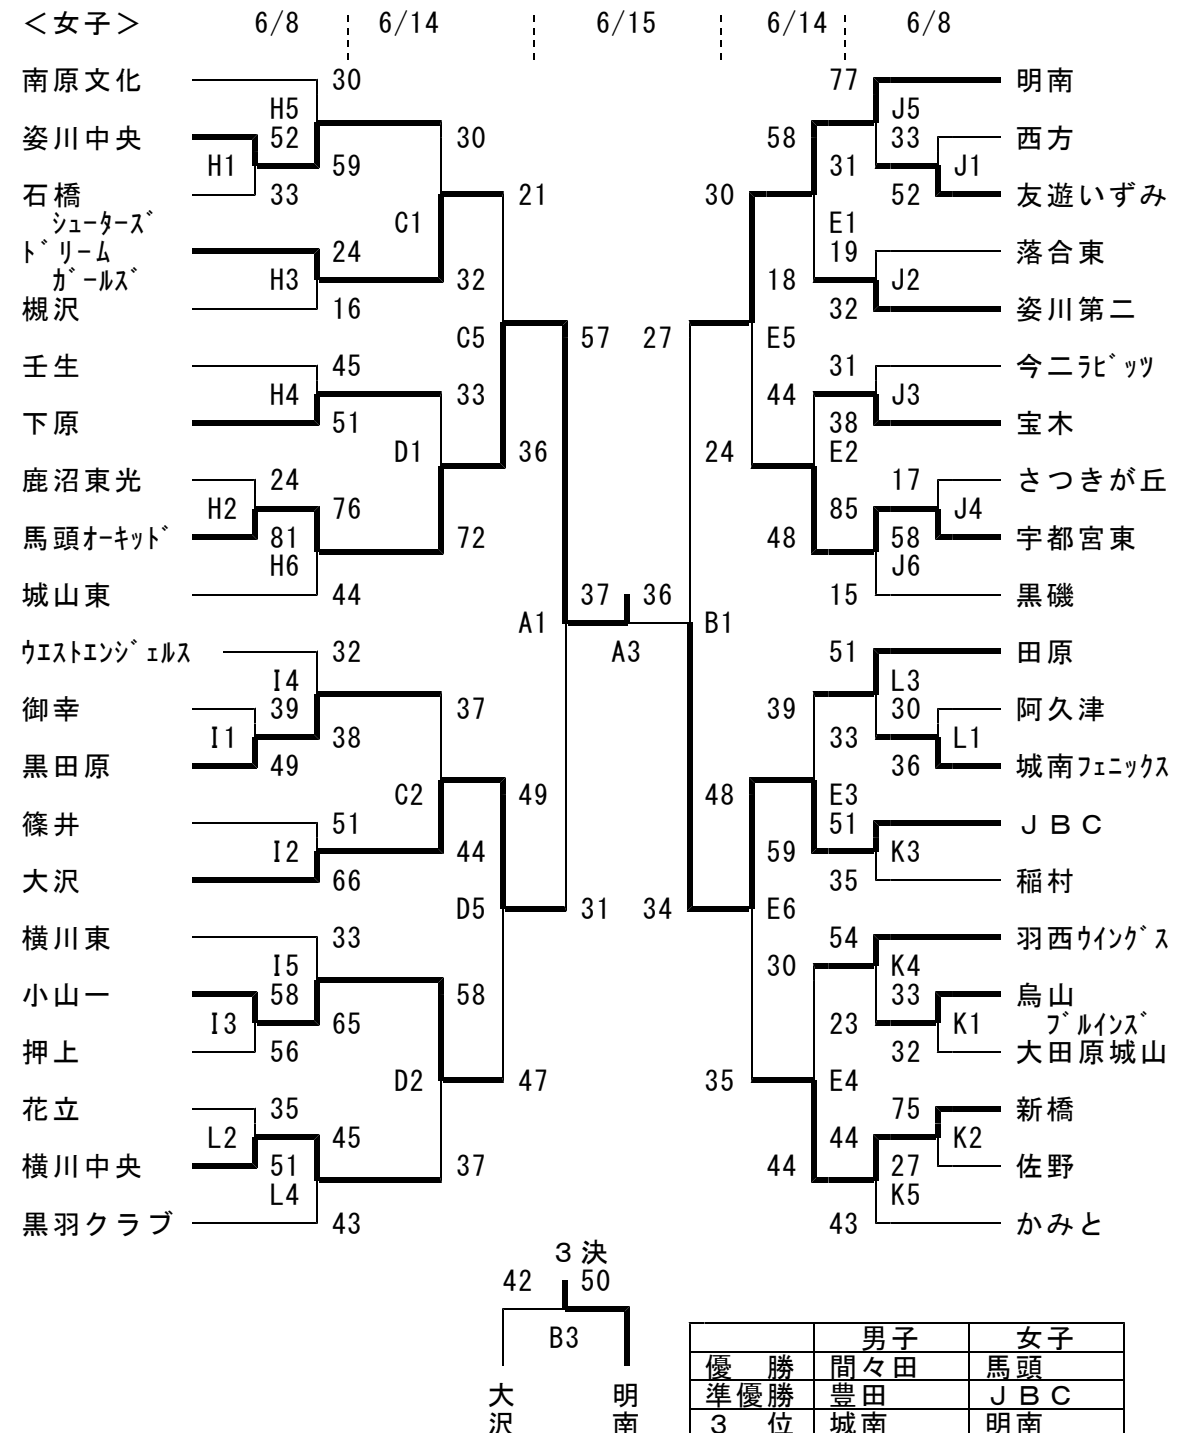 ＜女子＞ 6/8 6/14 6/15 6/14 6/8
南原文化 30 77 明南
H5 J5
姿川中央 52 30 58 33 西方
H1 59 31 J1
石橋 33 21 30 52 友遊いずみ
シューターズ C1 E1
ドリーム 24 19 落合東
ガールズ H3 32 18 J2
槻沢 16 32 姿川第二
C5 57 27 E5
壬生 45 31 今二ラビッツ
H4 33 44 J3
下原 51 38 宝木
D1 36 24 E2
鹿沼東光 24 17 さつきが丘
H2 76 85 J4
馬頭オーキッド 81 72 48 58 宇都宮東
H6 J6
城山東 44 37 36 15 黒磯
A1 B1
ウエストエンジェルス 32 A3 51 田原
I4 L3
御幸 39 37 39 30 阿久津
I1 38 33 L1
黒田原 49 36 城南フェニックス
C2 49 48 E3
篠井 51 51 ＪＢＣ
I2 44 59 K3
大沢 66 35 稲村
D5 31 34 E6
横川東 33 54 羽西ウイングス
I5 K4
小山一 58 58 30 33 烏山
I3 65 23 K1 ブルインズ
押上 56 32 大田原城山
D2 47 35 E4
花立 35 75 新橋
L2 45 44 K2
横川中央 51 37 44 27 佐野
L4 K5
黒羽クラブ 43 43 かみと
３決
42 50
B3
大沢 明南
男子 女子
優勝 間々田 馬頭
準優勝 豊田 ＪＢＣ
３位 城南 明南